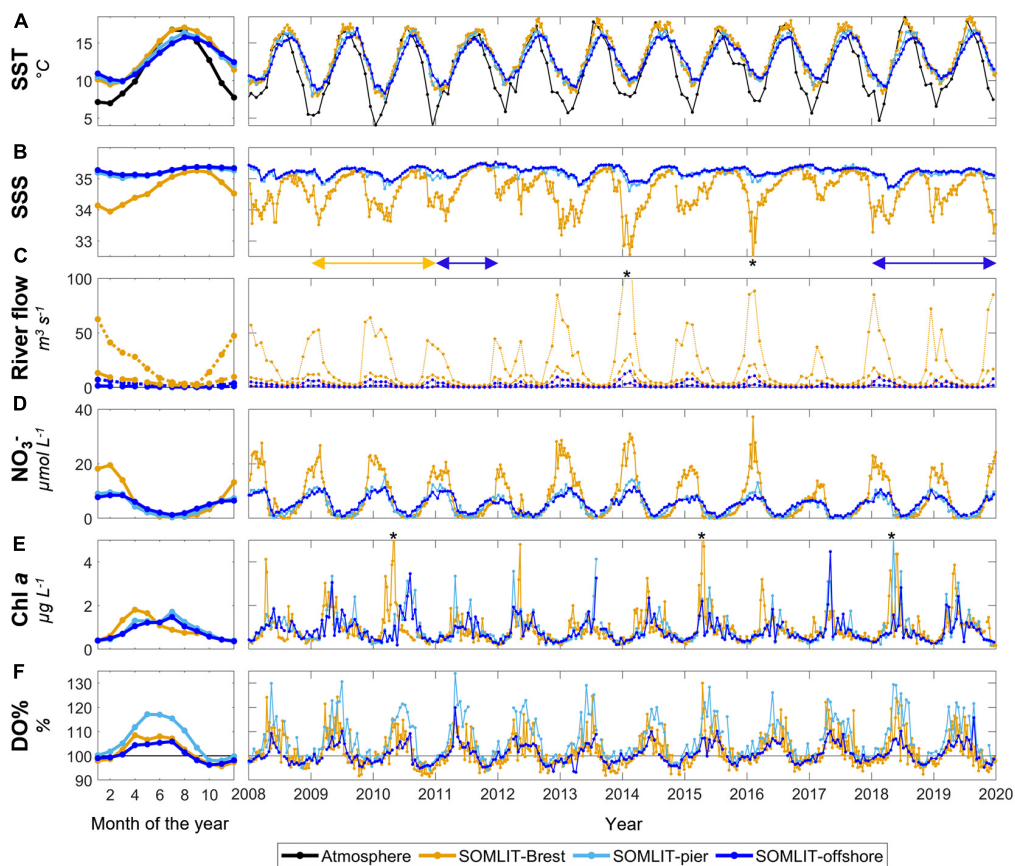 A
SST
°C
15
10
5
B
SSS
35
34
33
C
*
*
River flow
m³ s⁻¹
100
50
0
D
NO₃-
µmol L⁻¹
40
20
0
E
*
*
*
Chl a
µg L⁻¹
4
2
0
F
DO%
%
130
120
110
100
90
2 4 6 8 10
2008 2009 2010 2011 2012 2013 2014 2015 2016 2017 2018 2019 2020
Month of the year
Year
Atmosphere SOMLIT-Brest SOMLIT-pier SOMLIT-offshore